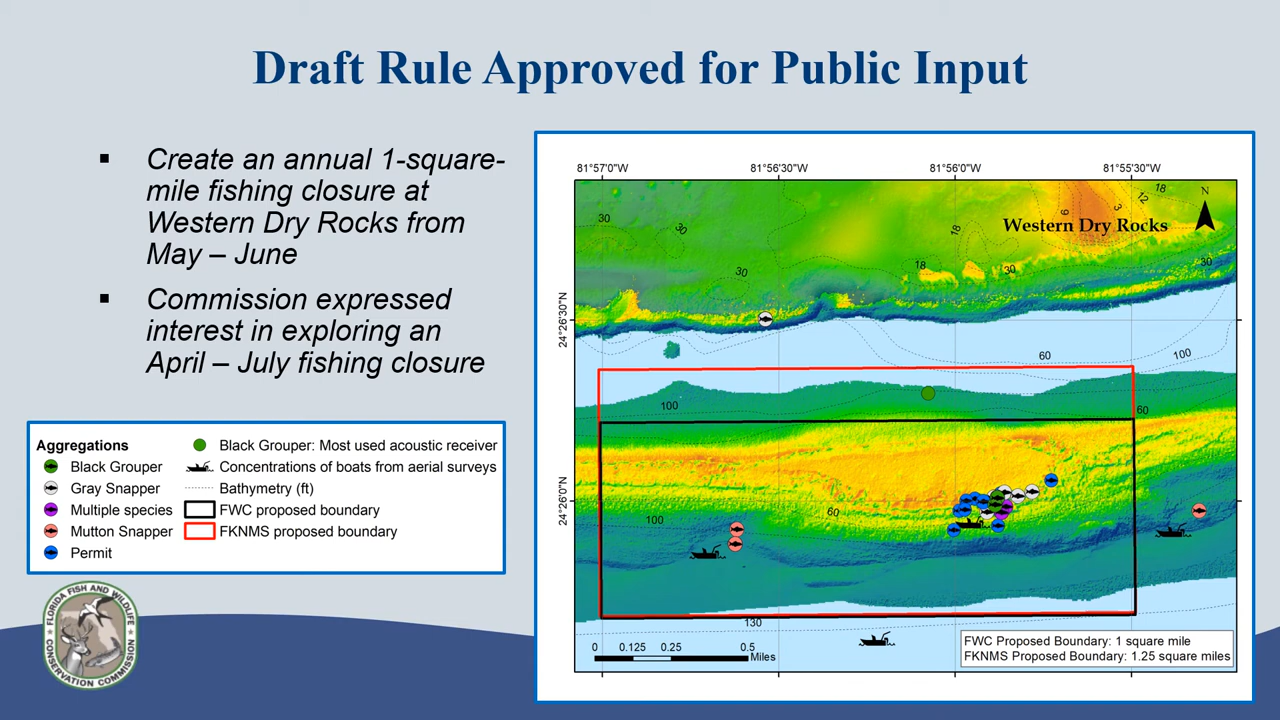 Draft Rule Approved for Public Input
▪ Create an annual 1-square-
mile fishing closure at
Western Dry Rocks from
May – June
▪ Commission expressed
interest in exploring an
April – July fishing closure
Aggregations
Black Grouper
Gray Snapper
Multiple species
Mutton Snapper
Permit
Black Grouper: Most used acoustic receiver
Concentrations of boats from aerial surveys
Bathymetry (ft)
FWC proposed boundary
FKNMS proposed boundary
FLORIDA FISH AND WILDLIFE
CONSERVATION COMMISSION
81°57'0"W 81°56'30"W 81°56'0"W 81°55'30"W
18
N
12
3
6
30
30
18
Western Dry Rocks
30
18
30
30
24°26'30"N
60
100
100
60
24°26'0"N
60
100
130
0 0.125 0.25 0.5
Miles
FWC Proposed Boundary: 1 square mile
FKNMS Proposed Boundary: 1.25 square miles